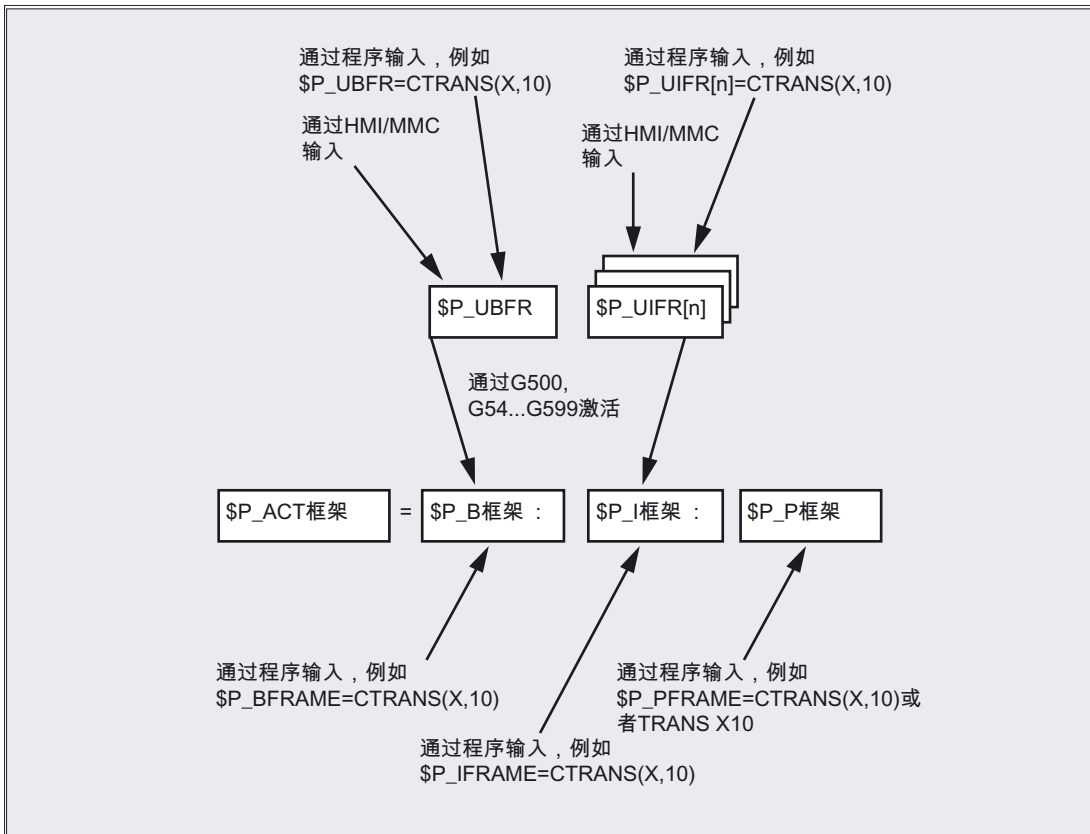 通过程序输入，例如
$P_UBFR=CTRANS(X,10)
通过HMI/MMC
输入
通过程序输入，例如
$P_UIFR[n]=CTRANS(X,10)
通过HMI/MMC
输入
$P_UBFR
$P_UIFR[n]
通过G500,
G54...G599激活
$P_ACT框架 = $P_B框架 : $P_I框架 : $P_P框架
通过程序输入，例如
$P_BFRAME=CTRANS(X,10)
通过程序输入，例如
$P_IFRAME=CTRANS(X,10)
通过程序输入，例如
$P_PFRAME=CTRANS(X,10)或
者TRANS X10